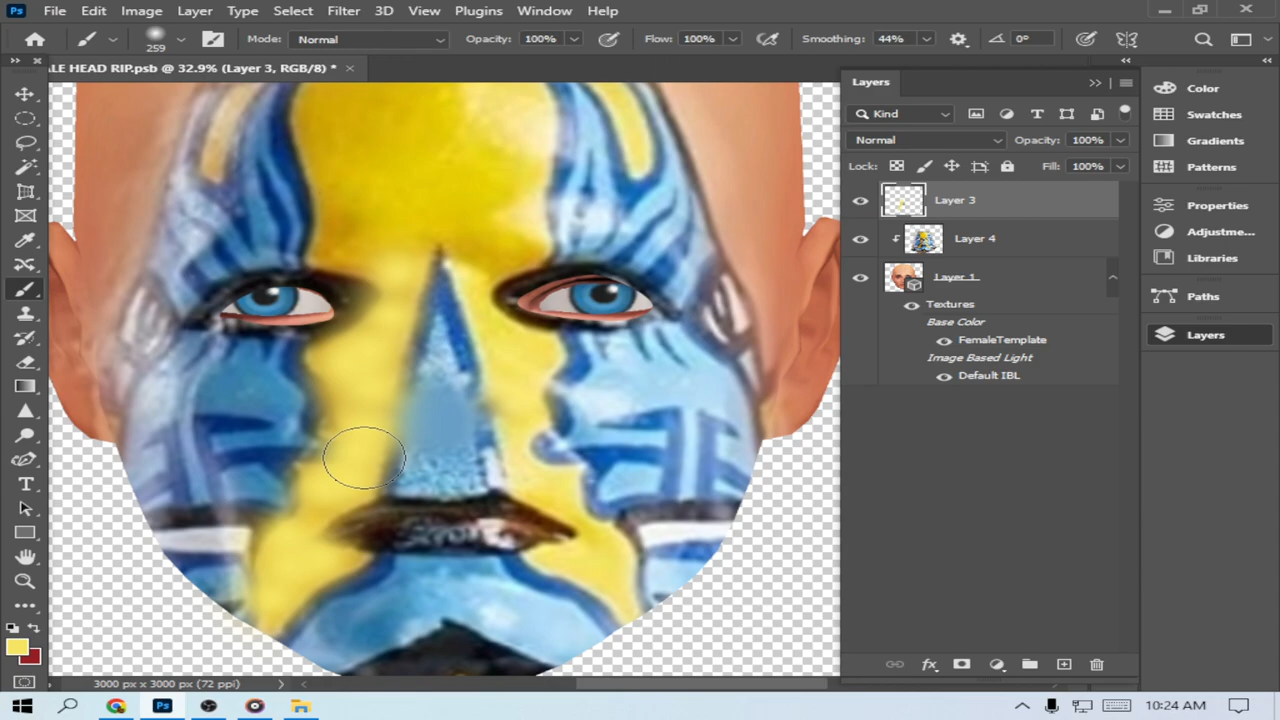 Ps File Edit Image Layer Type Select Filter 3D View Plugins Window Help
259 Mode: Normal Opacity: 100% Flow: 100% Smoothing: 44% 0°
ALE HEAD RIP.psb @ 32.9% (Layer 3, RGB/8) * ×
Layers
Kind
Normal Opacity: 100%
Lock: Fill: 100%
Layer 3
Layer 4
Layer 1
Textures
Base Color
FemaleTemplate
Image Based Light
Default IBL
Color
Swatches
Gradients
Patterns
Properties
Adjustme...
Libraries
Paths
Layers
3000 px x 3000 px (72 ppi)
Ps 10:24 AM